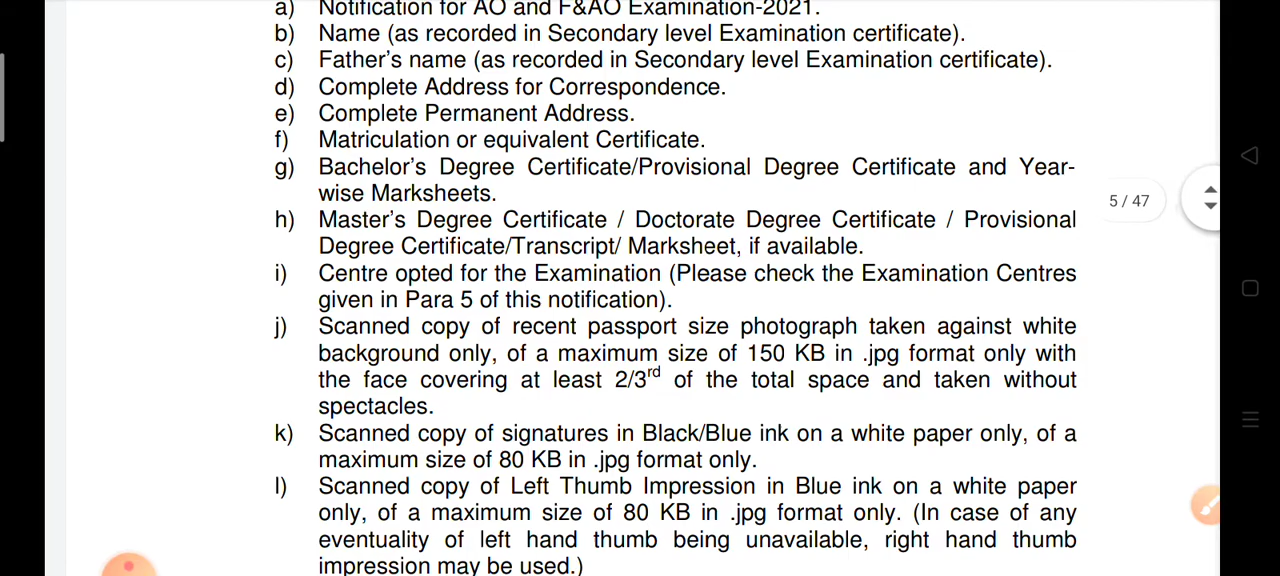 a) Notification for AO and F&AO Examination-2021.
b) Name (as recorded in Secondary level Examination certificate).
c) Father's name (as recorded in Secondary level Examination certificate).
d) Complete Address for Correspondence.
e) Complete Permanent Address.
f) Matriculation or equivalent Certificate.
g) Bachelor's Degree Certificate/Provisional Degree Certificate and Year-
wise Marksheets.
5 / 47
h) Master's Degree Certificate / Doctorate Degree Certificate / Provisional
Degree Certificate/Transcript/ Marksheet, if available.
i) Centre opted for the Examination (Please check the Examination Centres
given in Para 5 of this notification).
j) Scanned copy of recent passport size photograph taken against white
background only, of a maximum size of 150 KB in .jpg format only with
the face covering at least 2/3rd of the total space and taken without
spectacles.
k) Scanned copy of signatures in Black/Blue ink on a white paper only, of a
maximum size of 80 KB in .jpg format only.
l) Scanned copy of Left Thumb Impression in Blue ink on a white paper
only, of a maximum size of 80 KB in .jpg format only. (In case of any
eventuality of left hand thumb being unavailable, right hand thumb
impression may be used.)